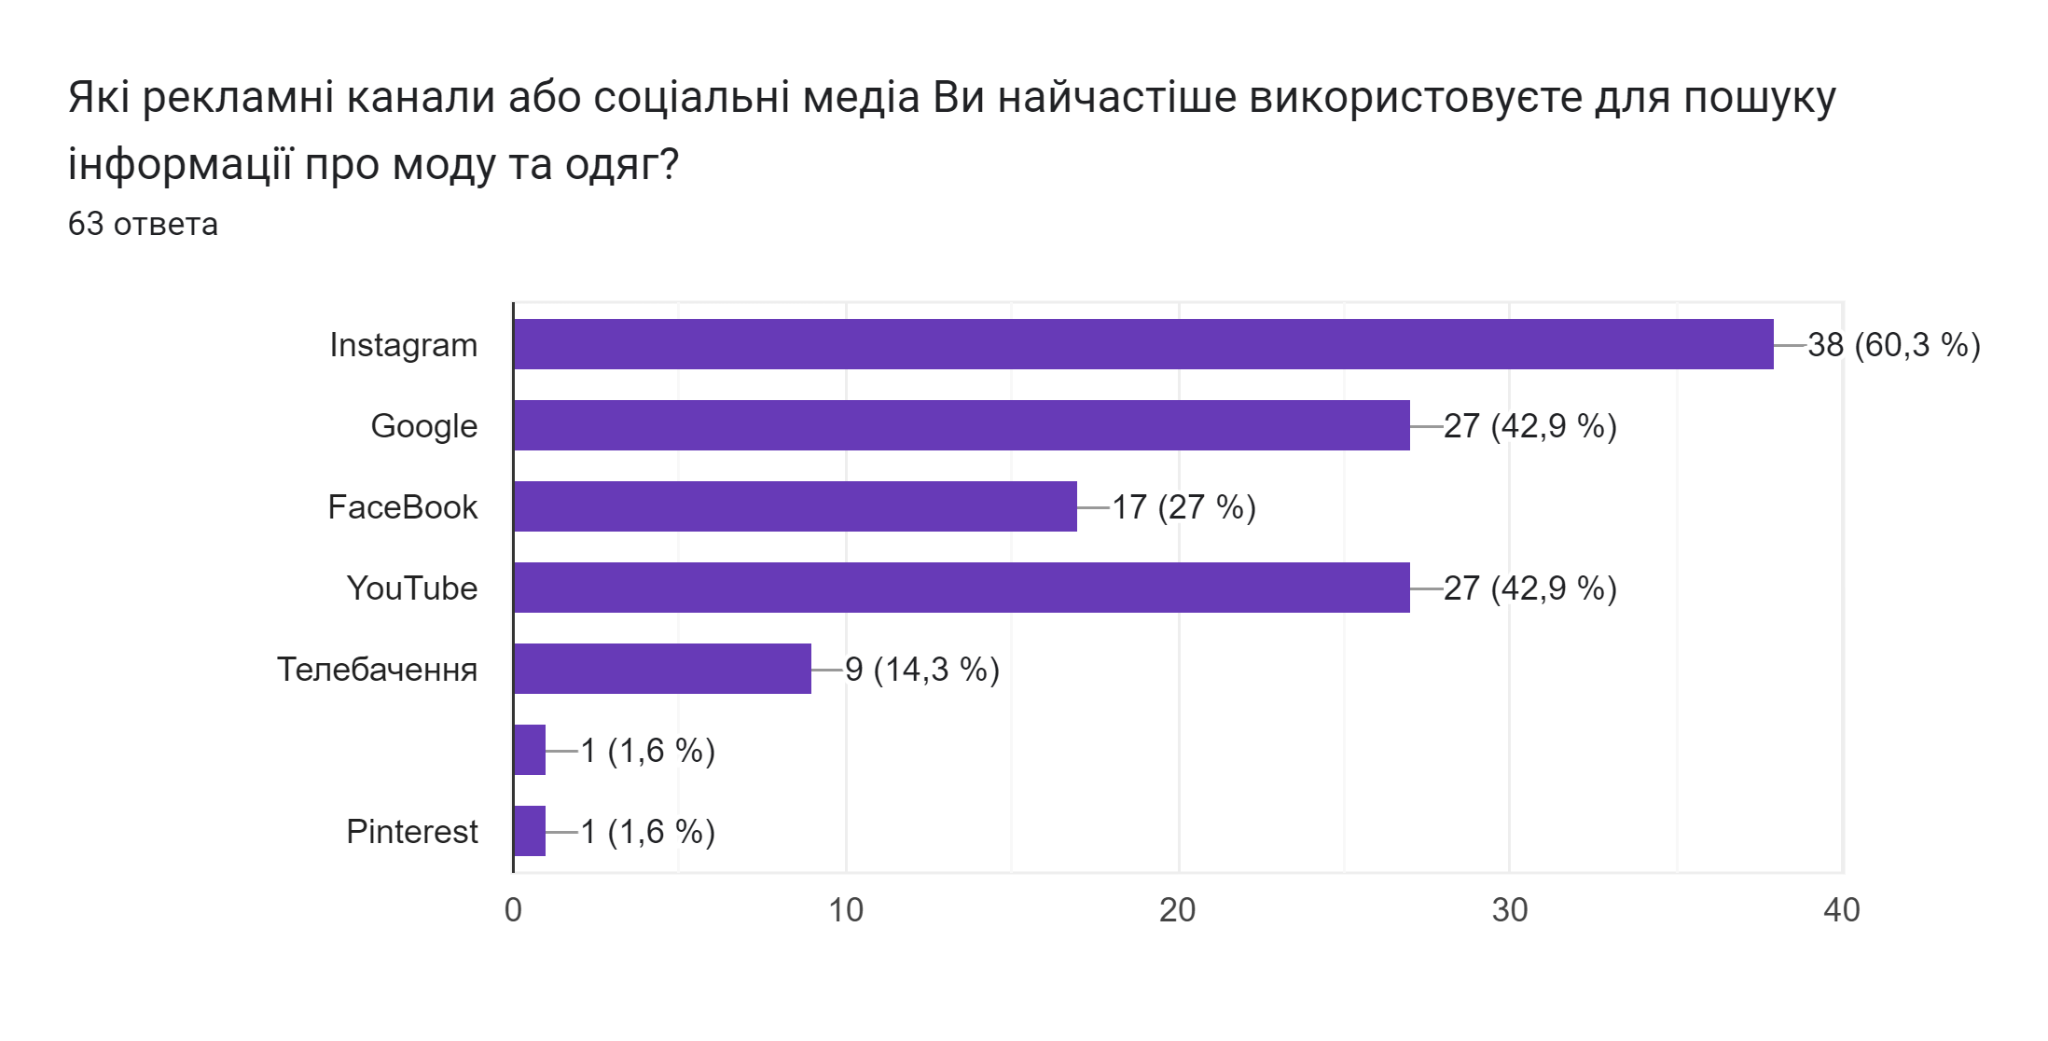 Які рекламні канали або соціальні медіа Ви найчастіше використовуєте для пошуку
інформації про моду та одяг?
63 ответа
Instagram 38 (60,3 %)
Google 27 (42,9 %)
FaceBook 17 (27 %)
YouTube 27 (42,9 %)
Телебачення 9 (14,3 %)
1 (1,6 %)
Pinterest 1 (1,6 %)
0 10 20 30 40